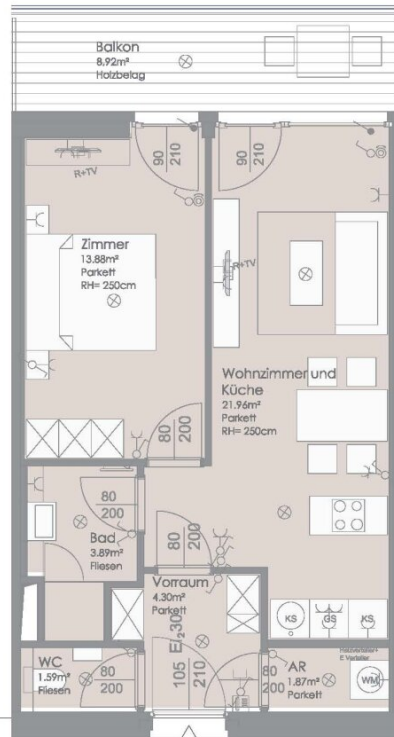 Balkon
8.92m²
Holzbelag
90
210
90
210
R+TV
Zimmer
13.88m²
Parkett
RH= 250cm
R+TV
Wohnzimmer und
Küche
21.96m²
Parkett
RH= 250cm
80
200
80
200
Bad
3.89m²
Fliesen
80
200
Vorraum
4.30m²
Parkett
EI₂30
KS
GS
KS
WC
1.59m²
Fliesen
80
200
105
210
80
200
AR
1.87m²
Parkett
E Verteiler
WM